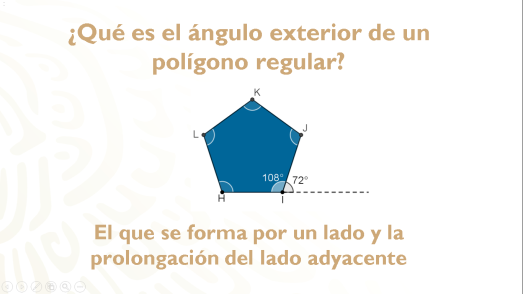 ¿Qué es el ángulo exterior de un
polígono regular?
K
L
J
108°
72°
H
I
El que se forma por un lado y la
prolongación del lado adyacente